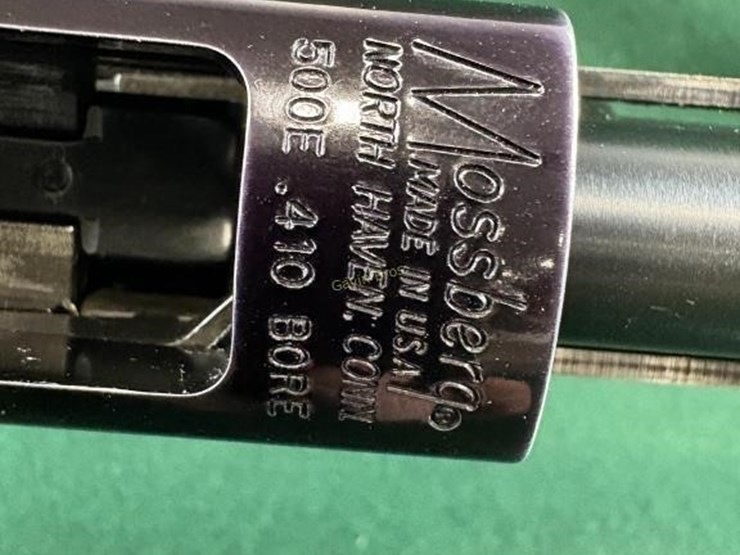 Mossberg®
MADE IN U.S.A
NORTH HAVEN. CONN
500E .410 BORE